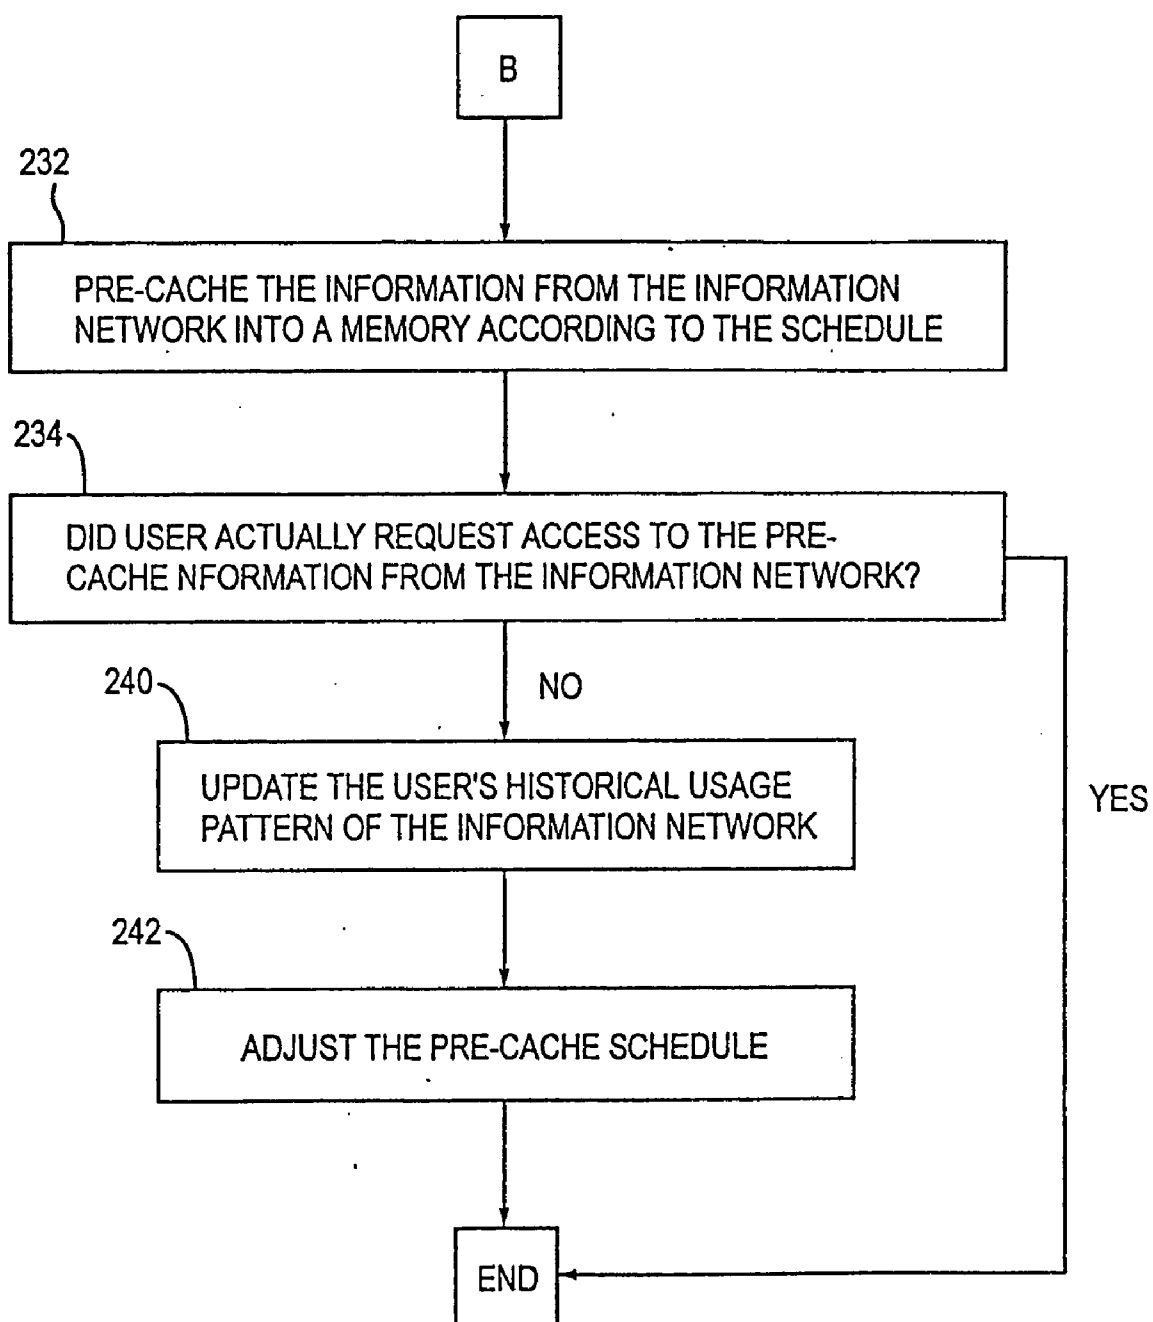 B
232
PRE-CACHE THE INFORMATION FROM THE INFORMATION
NETWORK INTO A MEMORY ACCORDING TO THE SCHEDULE
234
DID USER ACTUALLY REQUEST ACCESS TO THE PRE-
CACHE NFORMATION FROM THE INFORMATION NETWORK?
240
NO
UPDATE THE USER'S HISTORICAL USAGE
PATTERN OF THE INFORMATION NETWORK
YES
242
ADJUST THE PRE-CACHE SCHEDULE
END